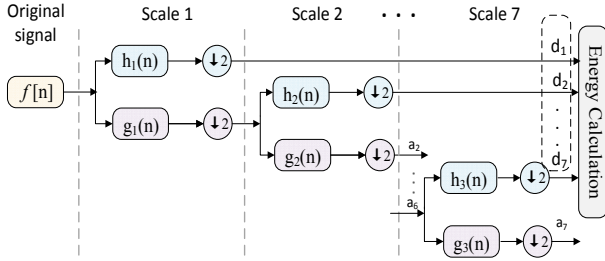 Original
signal
Scale 1
Scale 2
. . .
Scale 7
f[n]
h₁(n)
↓2
d₁
g₁(n)
↓2
h₂(n)
↓2
d₂
g₂(n)
↓2
a₂
.
.
.
a₆
h₃(n)
↓2
d₇
g₃(n)
↓2
a₇
Energy Calculation